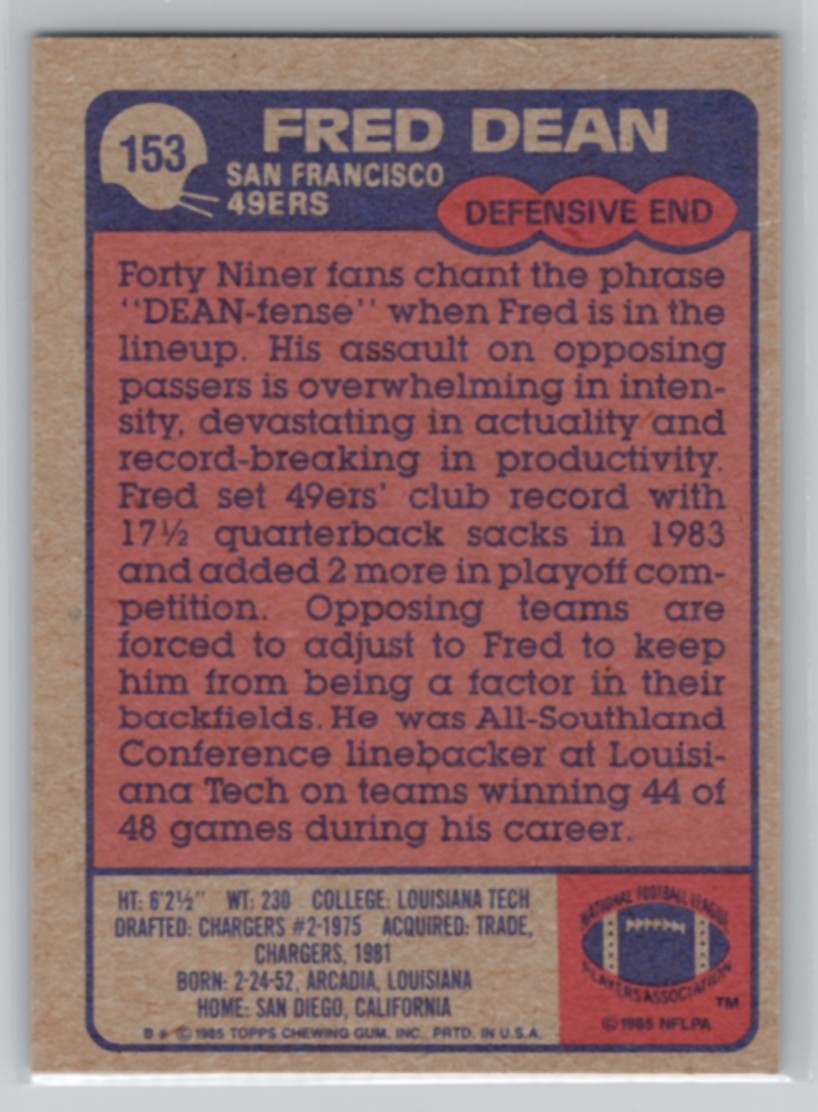 153
FRED DEAN
SAN FRANCISCO
49ERS
DEFENSIVE END
Forty Niner fans chant the phrase
''DEAN-fense'' when Fred is in the
lineup. His assault on opposing
passers is overwhelming in inten-
sity, devastating in actuality and
record-breaking in productivity.
Fred set 49ers' club record with
17½ quarterback sacks in 1983
and added 2 more in playoff com-
petition. Opposing teams are
forced to adjust to Fred to keep
him from being a factor in their
backfields. He was All-Southland
Conference linebacker at Louisi-
ana Tech on teams winning 44 of
48 games during his career.
HT: 6'2½" WT: 230 COLLEGE: LOUISIANA TECH
DRAFTED: CHARGERS #2-1975 ACQUIRED: TRADE,
CHARGERS, 1981
BORN: 2-24-52, ARCADIA, LOUISIANA
HOME: SAN DIEGO, CALIFORNIA
B * © 1985 TOPPS CHEWING GUM, INC. PRTD. IN U.S.A.
NATIONAL FOOTBALL LEAGUE
PLAYERS ASSOCIATION
TM
© 1985 NFLPA